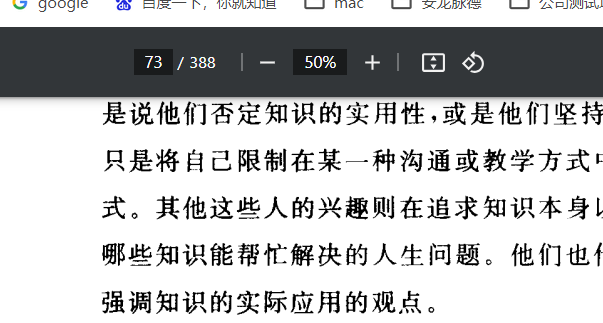 google 百度一下，你就知道 mac 安龙脉德
73 / 388 50%
是说他们否定知识的实用性，或是他们坚持
只是将自己限制在某一种沟通或教学方式
式。其他这些人的兴趣则在追求知识本身
哪些知识能帮忙解决的人生问题。他们也
强调知识的实际应用的观点。